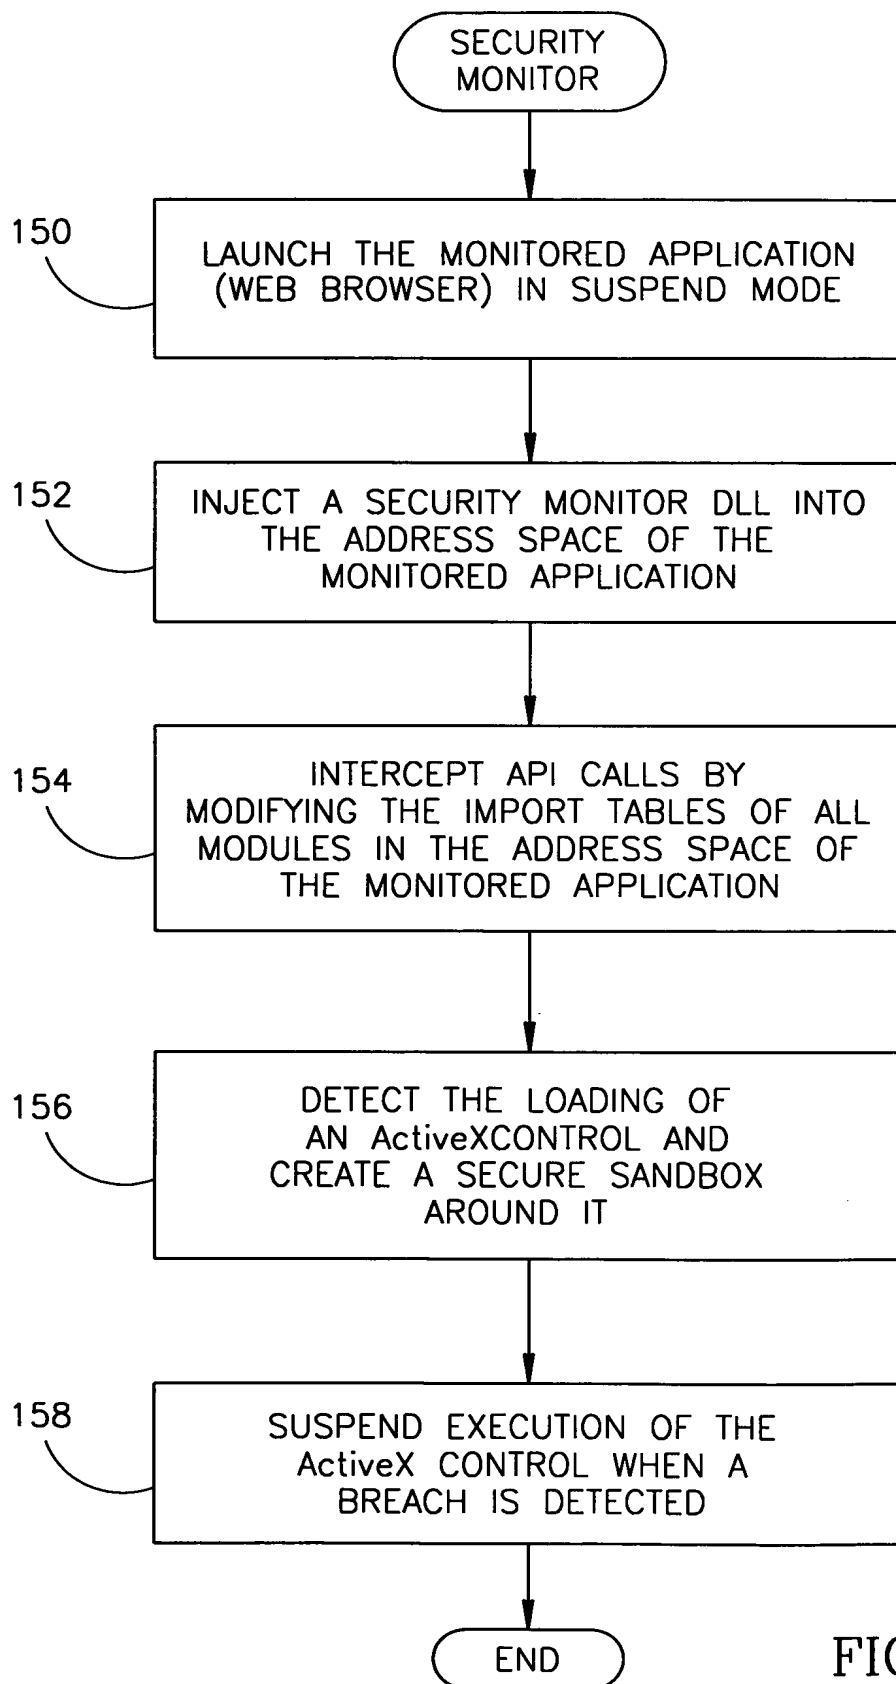 SECURITY
MONITOR
150
LAUNCH THE MONITORED APPLICATION
(WEB BROWSER) IN SUSPEND MODE
152
INJECT A SECURITY MONITOR DLL INTO
THE ADDRESS SPACE OF THE
MONITORED APPLICATION
154
INTERCEPT API CALLS BY
MODIFYING THE IMPORT TABLES OF ALL
MODULES IN THE ADDRESS SPACE OF
THE MONITORED APPLICATION
156
DETECT THE LOADING OF
AN ActiveXCONTROL AND
CREATE A SECURE SANDBOX
AROUND IT
158
SUSPEND EXECUTION OF THE
ActiveX CONTROL WHEN A
BREACH IS DETECTED
END